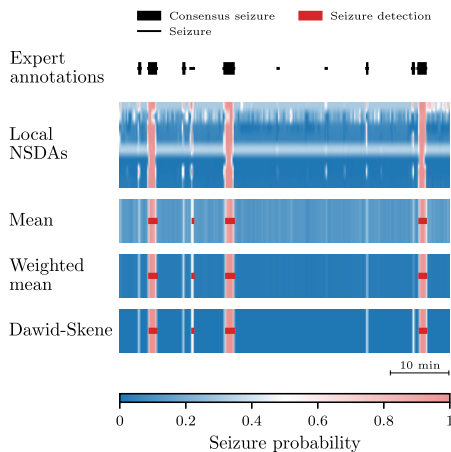 Consensus seizure
Seizure detection
Seizure
Expert
annotations
Local
NSDAs
Mean
Weighted
mean
Dawid-Skene
10 min
0 0.2 0.4 0.6 0.8 1
Seizure probability